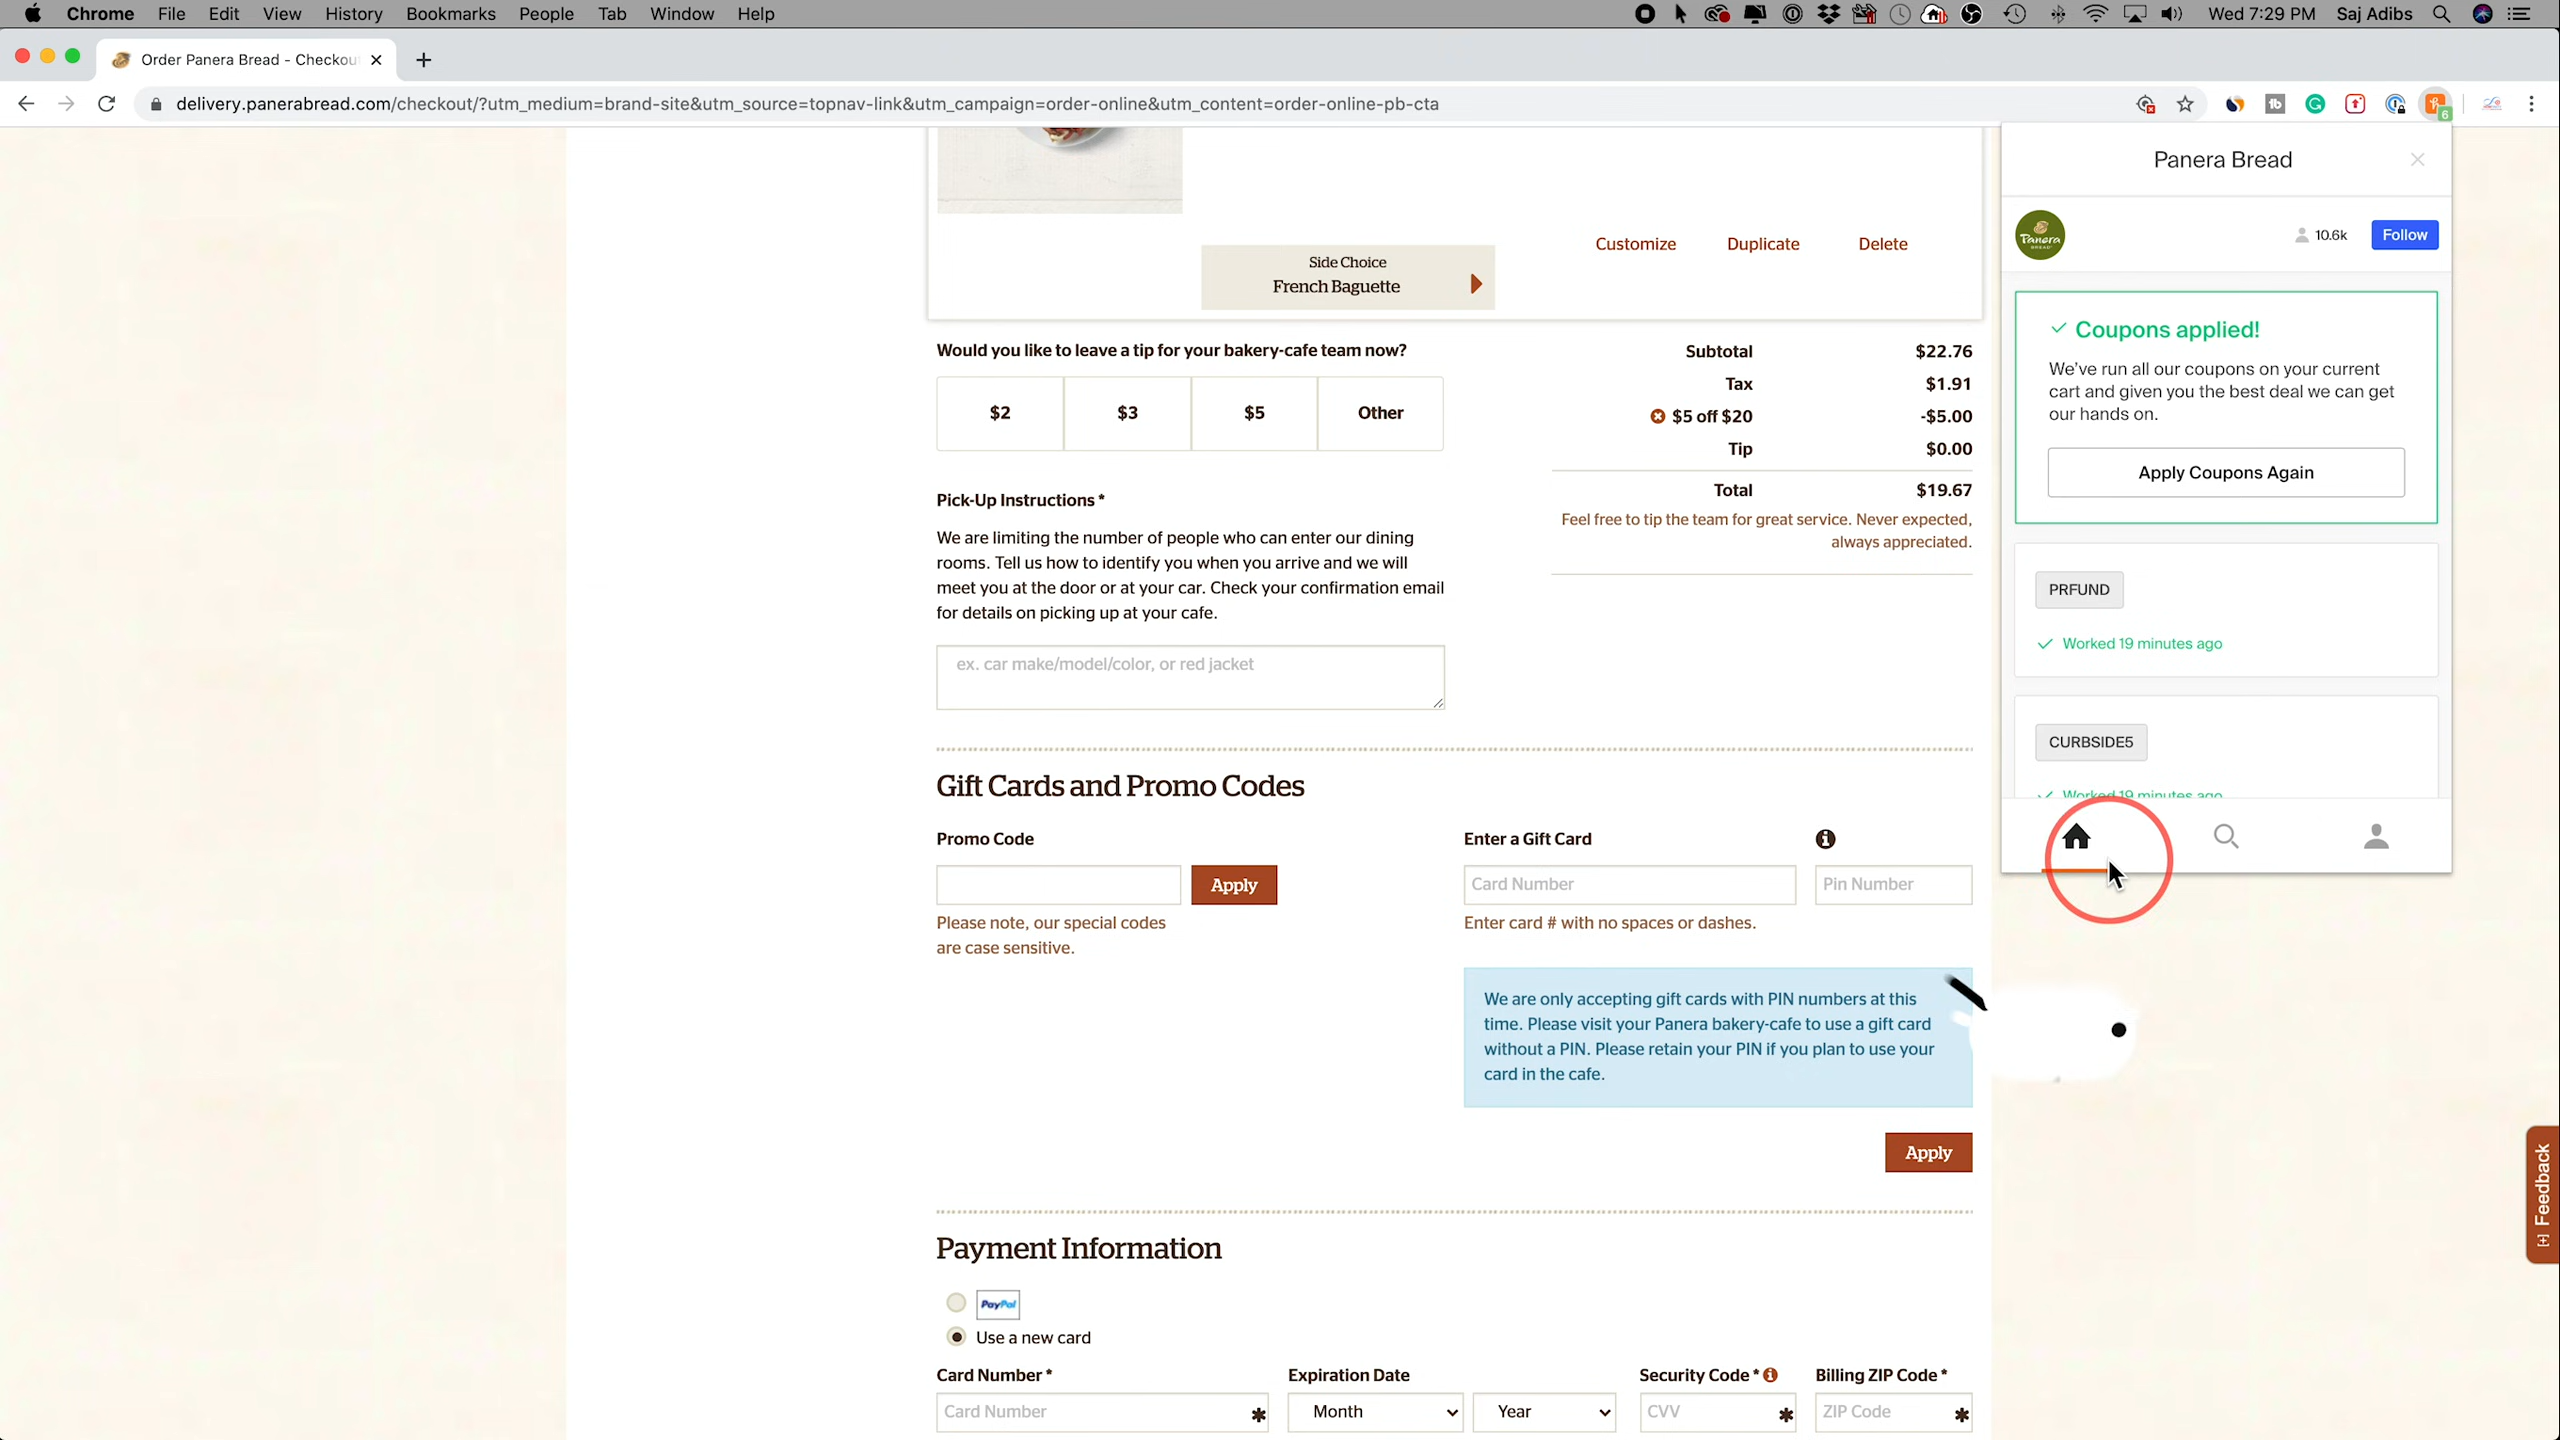 Chrome File Edit View History Bookmarks People Tab Window Help Wed 7:29 PM Saj Adibs
Order Panera Bread - Checkou
delivery.panerabread.com/checkout/?utm_medium=brand-site&utm_source=topnav-link&utm_campaign=order-online&utm_content=order-online-pb-cta
6
Customize Duplicate Delete
Side Choice
French Baguette
Would you like to leave a tip for your bakery-cafe team now?
$2 $3 $5 Other
Subtotal $22.76
Tax $1.91
$5 off $20 -$5.00
Tip $0.00
Total $19.67
Feel free to tip the team for great service. Never expected,
always appreciated.
Pick-Up Instructions *
We are limiting the number of people who can enter our dining
rooms. Tell us how to identify you when you arrive and we will
meet you at the door or at your car. Check your confirmation email
for details on picking up at your cafe.
ex. car make/model/color, or red jacket
Gift Cards and Promo Codes
Promo Code
Apply
Please note, our special codes
are case sensitive.
Enter a Gift Card
Card Number Pin Number
Enter card # with no spaces or dashes.
We are only accepting gift cards with PIN numbers at this
time. Please visit your Panera bakery-cafe to use a gift card
without a PIN. Please retain your PIN if you plan to use your
card in the cafe.
Apply
Payment Information
PayPal
Use a new card
Card Number * Expiration Date Security Code * Billing ZIP Code *
Card Number Month Year CVV ZIP Code
Panera Bread
Panera
BREAD
10.6k Follow
Coupons applied!
We've run all our coupons on your current
cart and given you the best deal we can get
our hands on.
Apply Coupons Again
PRFUND
Worked 19 minutes ago
CURBSIDE5
Worked 19 minutes ago
[+] Feedback